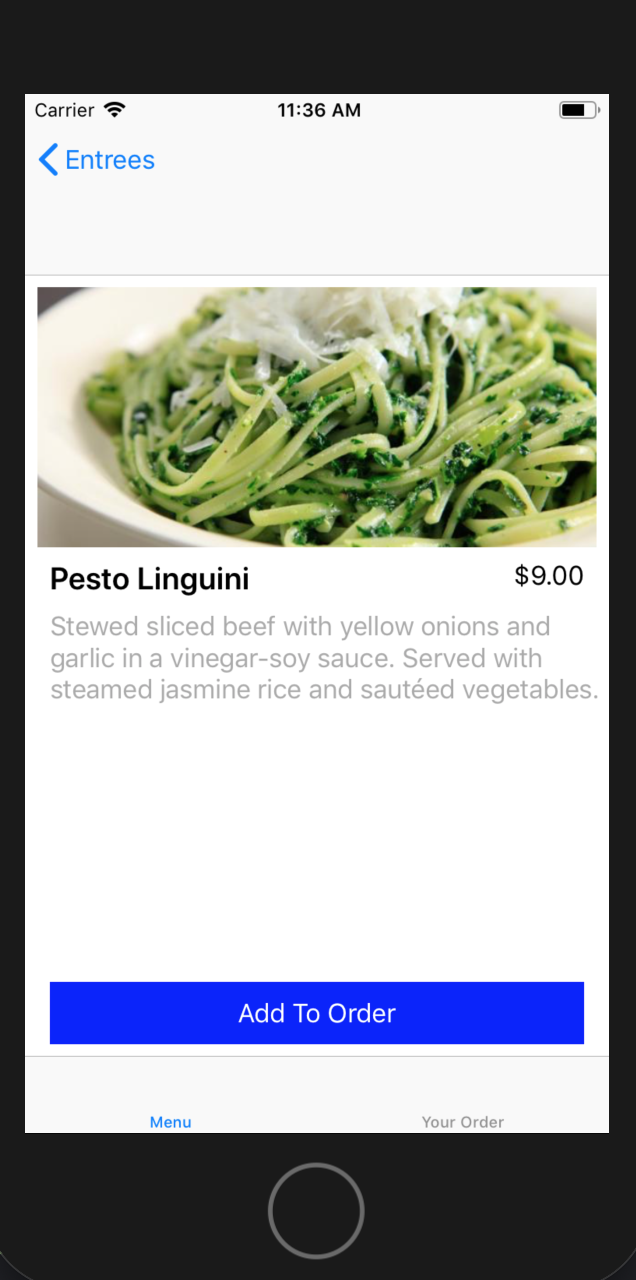 Carrier 11:36 AM
Entrees
Pesto Linguini $9.00
Stewed sliced beef with yellow onions and
garlic in a vinegar-soy sauce. Served with
steamed jasmine rice and sautéed vegetables.
Add To Order
Menu Your Order